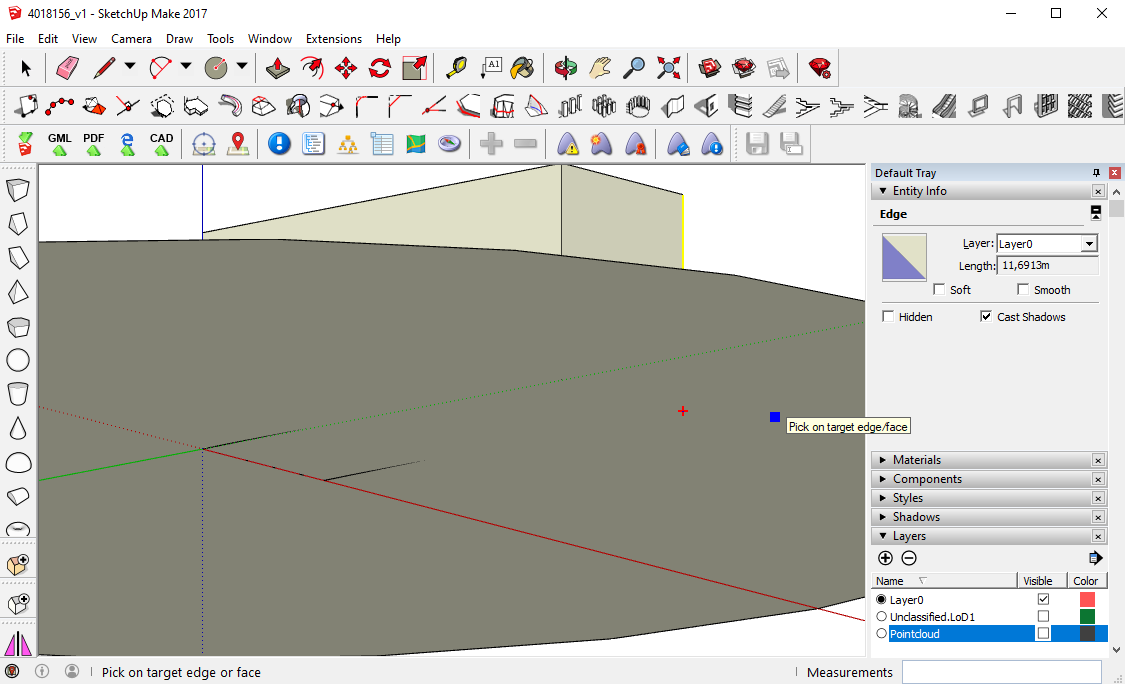 4018156_v1 - SketchUp Make 2017
File Edit View Camera Draw Tools Window Extensions Help
A1
GML PDF CAD
Default Tray
Entity Info
Edge
Layer: Layer0
Length: 11,6913m
Soft Smooth
Hidden Cast Shadows
Pick on target edge/face
Materials
Components
Styles
Shadows
Layers
Name Visible Color
Layer0
Unclassified.LoD1
Pointcloud
Pick on target edge or face
Measurements